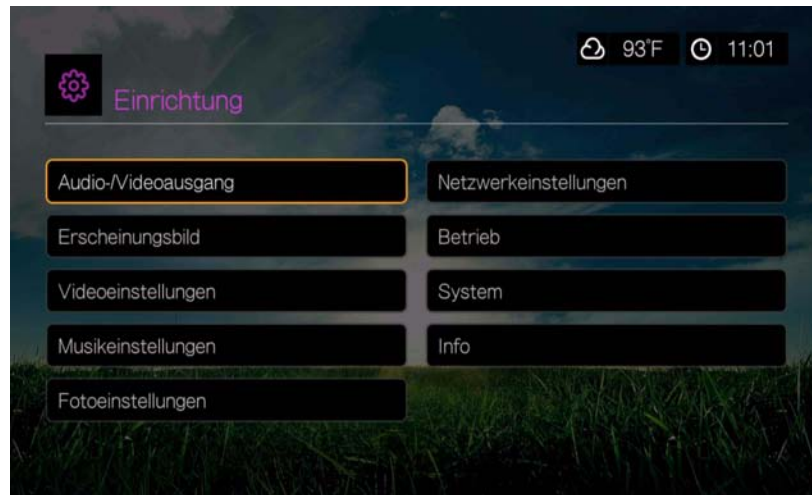 93°F 11:01
Einrichtung
Audio-/Videoausgang
Erscheinungsbild
Videoeinstellungen
Musikeinstellungen
Fotoeinstellungen
Netzwerkeinstellungen
Betrieb
System
Info